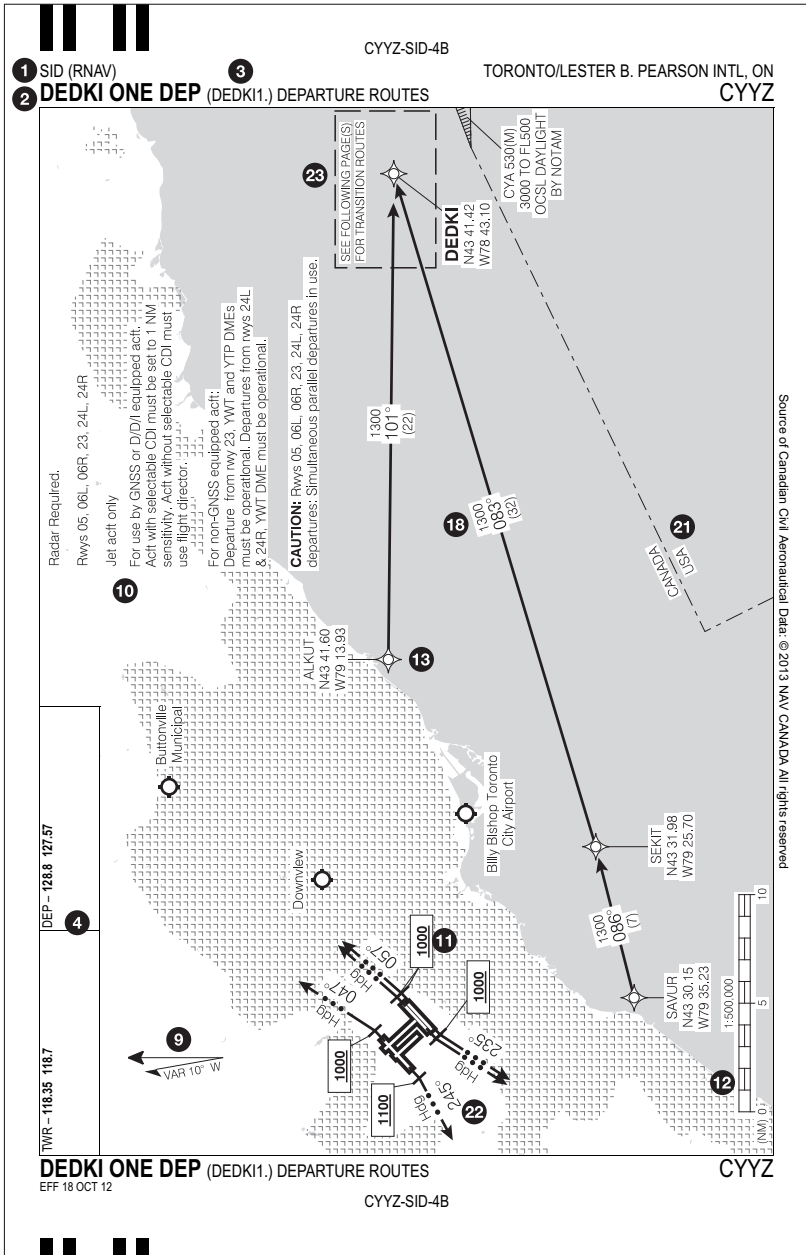 CYYZ-SID-4B
1 SID (RNAV)
3
TORONTO/LESTER B. PEARSON INTL, ON
2 DEDKI ONE DEP (DEDKI1.) DEPARTURE ROUTES
CYYZ
TWR – 118.35 118.7
DEP – 128.8 127.57
4
Radar Required.
Rwys 05, 06L, 06R, 23, 24L, 24R
Jet acft only
For use by GNSS or D/D/I equipped acft.
Acft with selectable CDI must be set to 1 NM
sensitivity. Acft without selectable CDI must
use flight director.
For non-GNSS equipped acft:
Departure from rwy 23, YWT and YTP DMEs
must be operational. Departures from rwys 24L
& 24R, YWT DME must be operational.
CAUTION: Rwys 05, 06L, 06R, 23, 24L, 24R
departures: Simultaneous parallel departures in use.
10
23
SEE FOLLOWING PAGE(S)
FOR TRANSITION ROUTES
DEDKI
N43 41.42
W78 43.10
CYA 530(M)
3000 TO FL500
OCSL DAYLIGHT
BY NOTAM
1300
101°
(22)
18
1300
083°
(32)
21
CANADA
USA
ALKUT
N43 41.60
W79 13.93
13
Buttonville
Municipal
Downview
Billy Bishop Toronto
City Airport
SEKIT
N43 31.98
W79 25.70
1300
086°
(7)
SAVUR
N43 30.15
W79 35.23
9
VAR 10° W
Hdg
047°
Hdg
057°
1000
11
1000
1000
1100
Hdg
235°
Hdg
245°
22
12
1:500,000
(NM) 0
5
10
Source of Canadian Civil Aeronautical Data: © 2013 NAV CANADA All rights reserved
DEDKI ONE DEP (DEDKI1.) DEPARTURE ROUTES
CYYZ
EFF 18 OCT 12
CYYZ-SID-4B